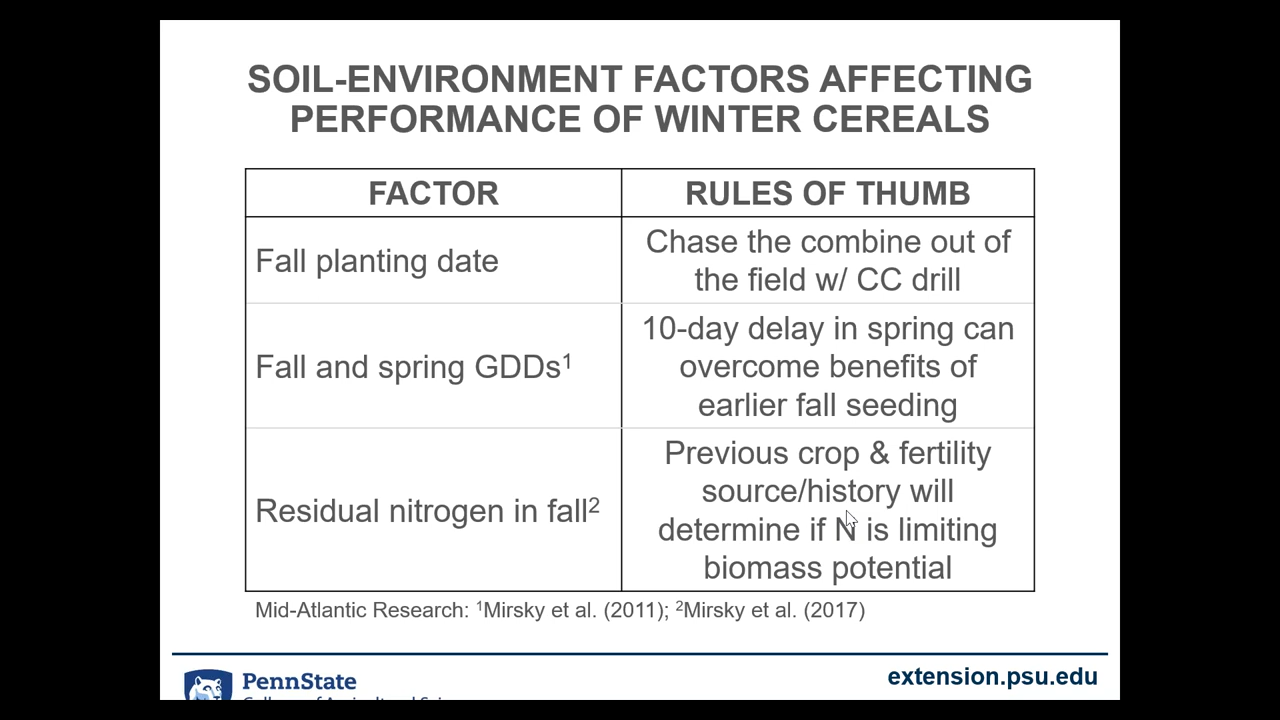 SOIL-ENVIRONMENT FACTORS AFFECTING
PERFORMANCE OF WINTER CEREALS
FACTOR
RULES OF THUMB
Fall planting date
Chase the combine out of
the field w/ CC drill
Fall and spring GDDs¹
10-day delay in spring can
overcome benefits of
earlier fall seeding
Residual nitrogen in fall²
Previous crop & fertility
source/history will
determine if N is limiting
biomass potential
Mid-Atlantic Research: ¹Mirsky et al. (2011); ²Mirsky et al. (2017)
PennState
extension.psu.edu